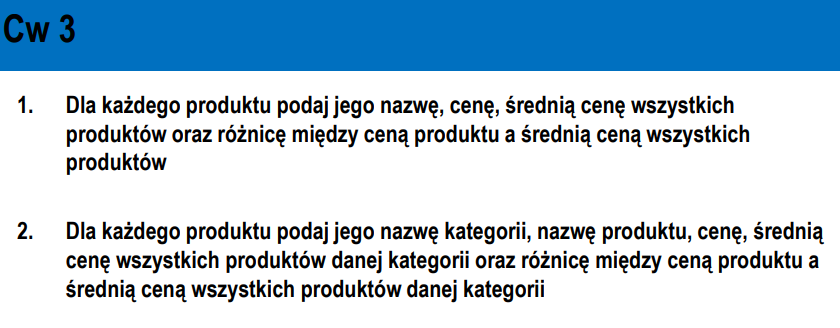 Cw 3
1. Dla każdego produktu podaj jego nazwę, cenę, średnią cenę wszystkich
produktów oraz różnicę między ceną produktu a średnią ceną wszystkich
produktów
2. Dla każdego produktu podaj jego nazwę kategorii, nazwę produktu, cenę, średnią
cenę wszystkich produktów danej kategorii oraz różnicę między ceną produktu a
średnią ceną wszystkich produktów danej kategorii